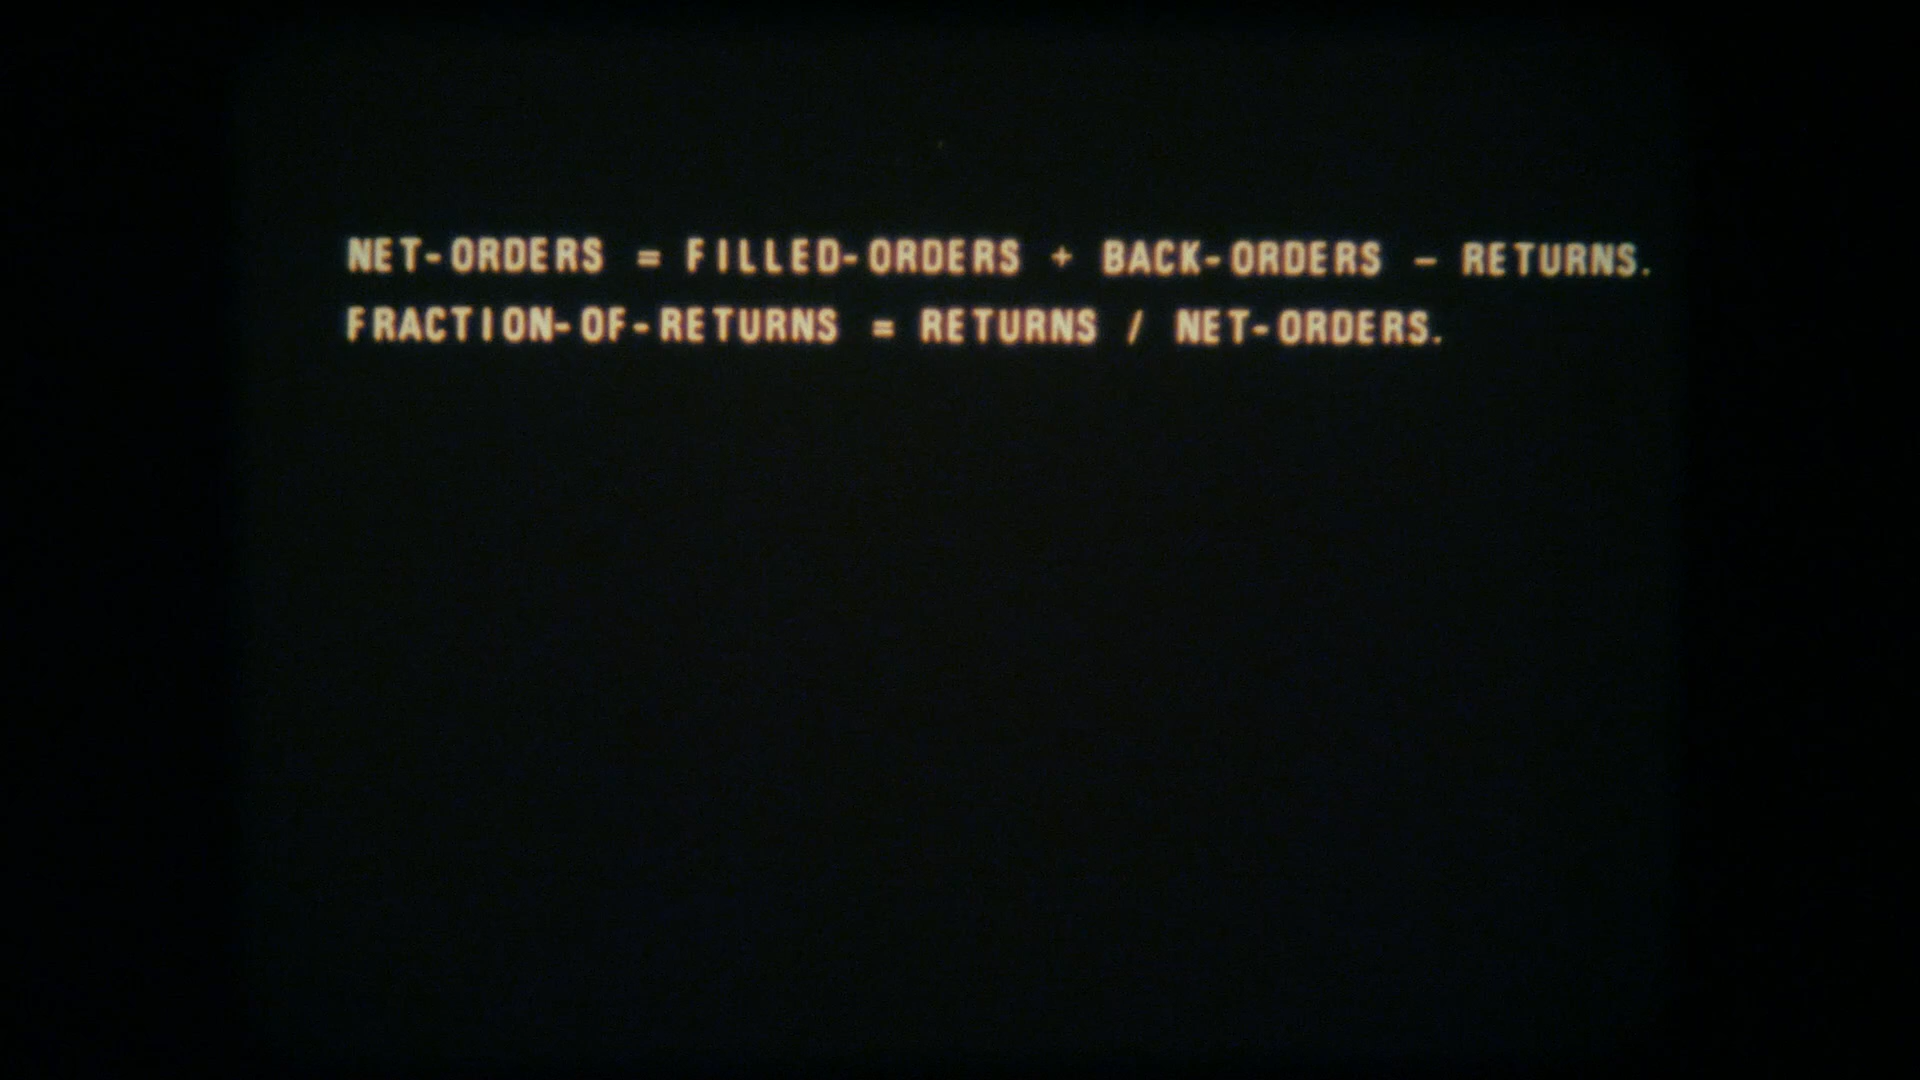 NET-ORDERS = FILLED-ORDERS + BACK-ORDERS - RETURNS.
FRACTION-OF-RETURNS = RETURNS / NET-ORDERS.